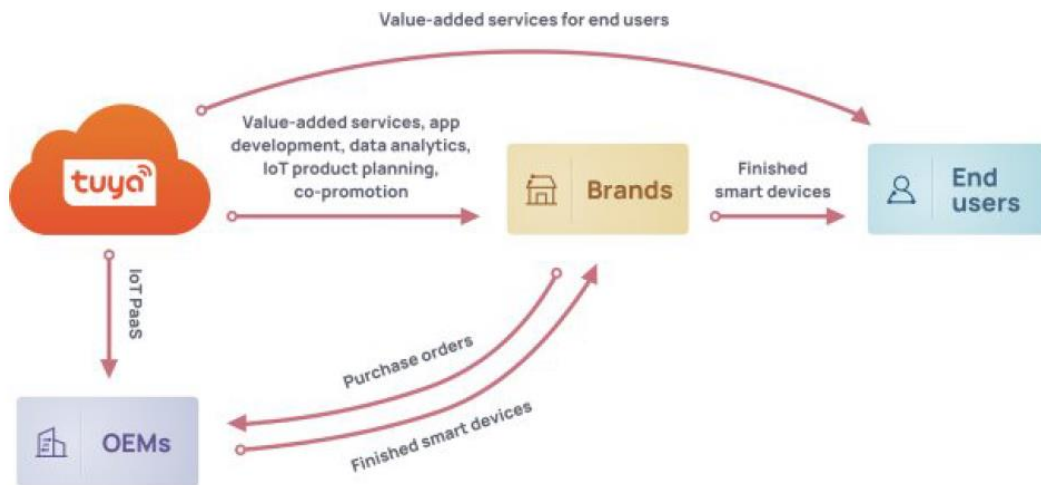 Value-added services for end users
Value-added services, app
development, data analytics,
IoT product planning,
co-promotion
tuya
Brands
Finished
smart devices
End
users
IoT PaaS
Purchase orders
Finished smart devices
OEMs